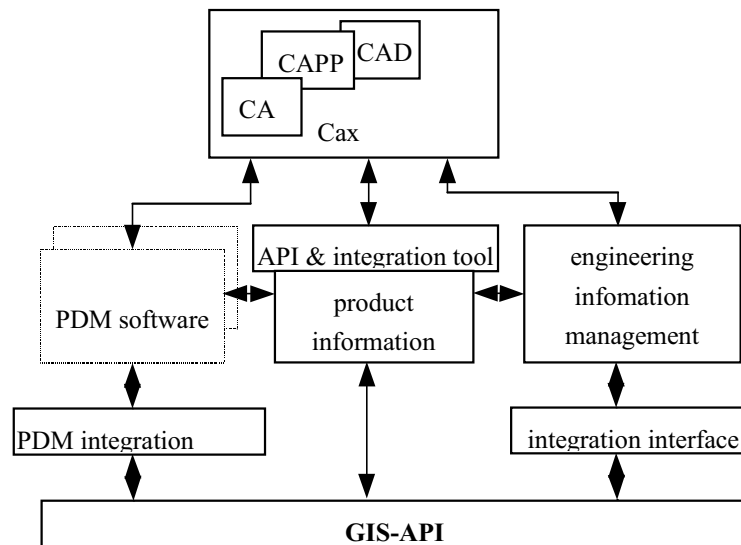 CAD
CAPP
CA
Cax
API & integration tool
PDM software
product
information
engineering
infomation
management
PDM integration
integration interface
GIS-API